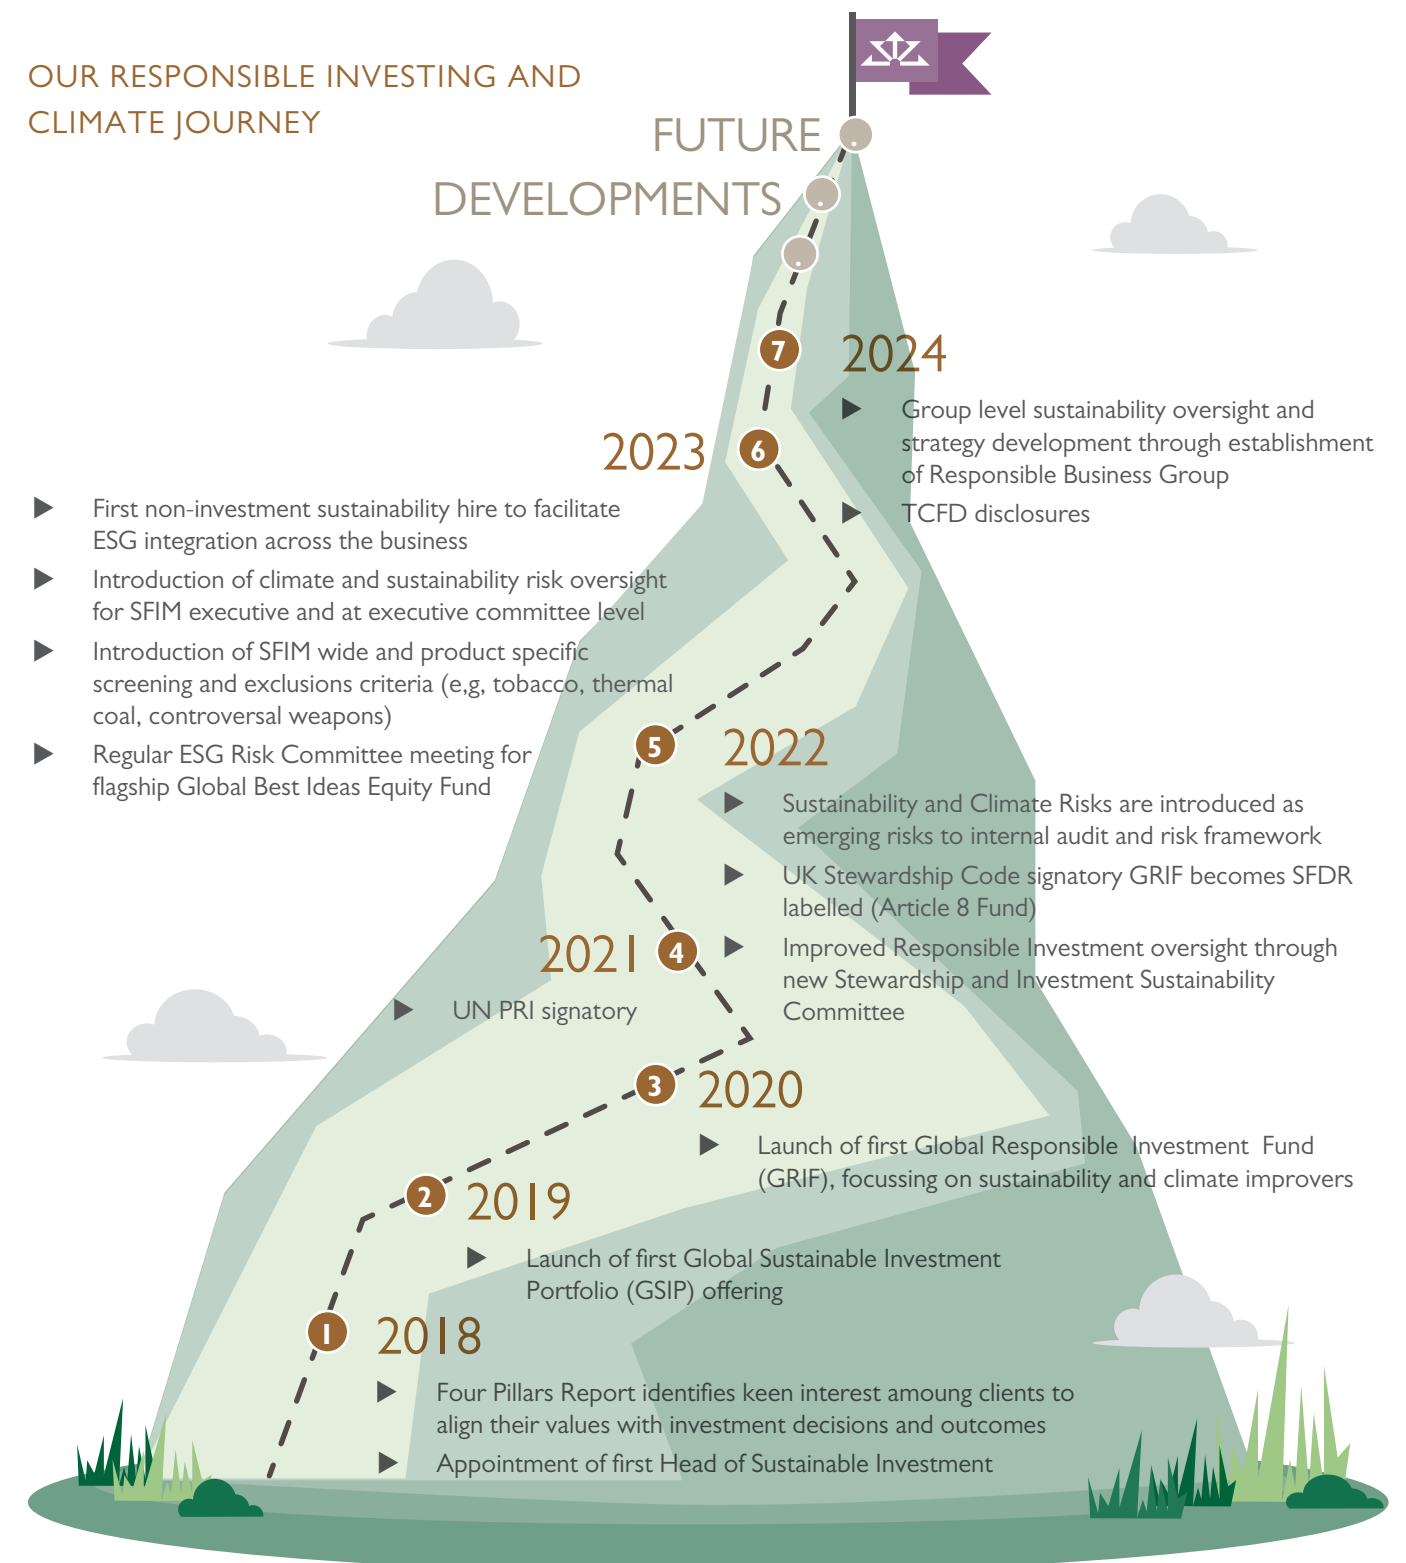 OUR RESPONSIBLE INVESTING AND
CLIMATE JOURNEY
FUTURE
DEVELOPMENTS
7
2024
▶ Group level sustainability oversight and
strategy development through establishment
of Responsible Business Group
▶ TCFD disclosures
2023
6
▶ First non-investment sustainability hire to facilitate
ESG integration across the business
▶ Introduction of climate and sustainability risk oversight
for SFIM executive and at executive committee level
▶ Introduction of SFIM wide and product specific
screening and exclusions criteria (e,g, tobacco, thermal
coal, controversal weapons)
▶ Regular ESG Risk Committee meeting for
flagship Global Best Ideas Equity Fund
5
2022
▶ Sustainability and Climate Risks are introduced as
emerging risks to internal audit and risk framework
▶ UK Stewardship Code signatory GRIF becomes SFDR
labelled (Article 8 Fund)
▶ Improved Responsible Investment oversight through
new Stewardship and Investment Sustainability
Committee
2021
4
▶ UN PRI signatory
3
2020
▶ Launch of first Global Responsible Investment Fund
(GRIF), focussing on sustainability and climate improvers
2
2019
▶ Launch of first Global Sustainable Investment
Portfolio (GSIP) offering
1
2018
▶ Four Pillars Report identifies keen interest amoung clients to
align their values with investment decisions and outcomes
▶ Appointment of first Head of Sustainable Investment